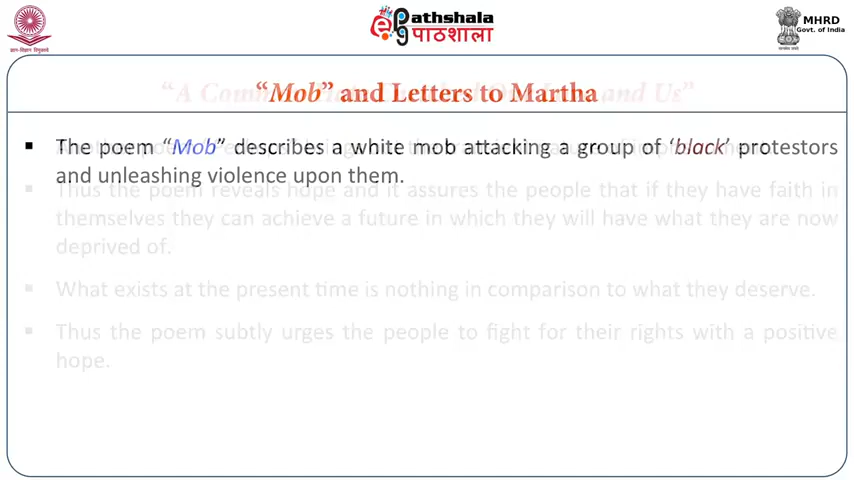 ePathshala
पाठशाला
MHRD
Govt. of India
"Mob" and Letters to Martha
The poem "Mob" describes a white mob attacking a group of 'black' protestors
and unleashing violence upon them.
Thus the poem reveals hope and it assures the people that if they have faith in
themselves they can achieve a future in which they will have what they are now
deprived of.
What exists at the present time is nothing in comparison to what they deserve.
Thus the poem subtly urges the people to fight for their rights with a positive
hope.